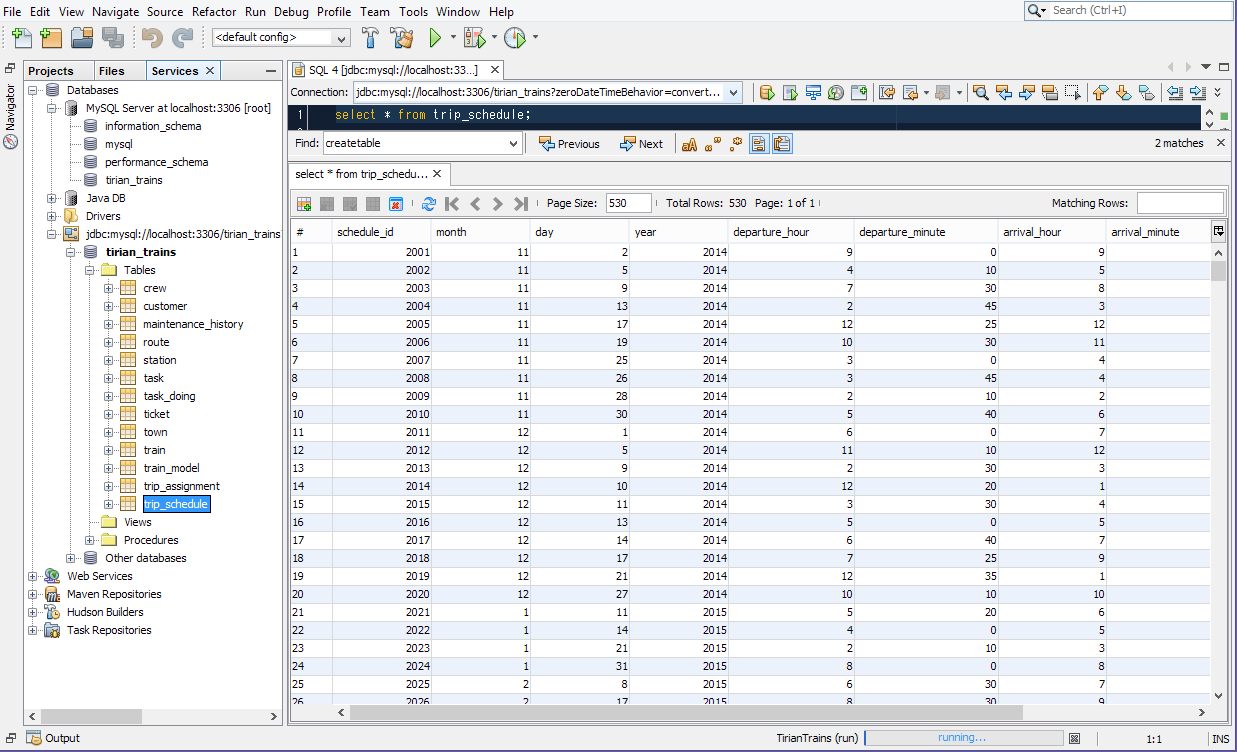 File Edit View Navigate Source Refactor Run Debug Profile Team Tools Window Help
Search (Ctrl+I)
<default config>
Projects Files Services
SQL 4 [jdbc:mysql://localhost:33...]
Navigator
Databases
MySQL Server at localhost:3306 [root]
information_schema
mysql
performance_schema
tirian_trains
Java DB
Drivers
jdbc:mysql://localhost:3306/tirian_trains
tirian_trains
Tables
crew
customer
maintenance_history
route
station
task
task_doing
ticket
town
train
train_model
trip_assignment
trip_schedule
Views
Procedures
Other databases
Web Services
Maven Repositories
Hudson Builders
Task Repositories
Connection: jdbc:mysql://localhost:3306/tirian_trains?zeroDateTimeBehavior=convert...
1 select * from trip_schedule;
Find: createtable Previous Next 2 matches
select * from trip_schedu...
Page Size: 530 Total Rows: 530 Page: 1 of 1 Matching Rows:
# schedule_id month day year departure_hour departure_minute arrival_hour arrival_minute
1 2001 11 2 2014 9 0 9
2 2002 11 5 2014 4 10 5
3 2003 11 9 2014 7 30 8
4 2004 11 13 2014 2 45 3
5 2005 11 17 2014 12 25 12
6 2006 11 19 2014 10 30 11
7 2007 11 25 2014 3 0 4
8 2008 11 26 2014 3 45 4
9 2009 11 28 2014 2 10 2
10 2010 11 30 2014 5 40 6
11 2011 12 1 2014 6 0 7
12 2012 12 5 2014 11 10 12
13 2013 12 9 2014 2 30 3
14 2014 12 10 2014 12 20 1
15 2015 12 11 2014 3 30 4
16 2016 12 13 2014 5 0 5
17 2017 12 14 2014 6 40 7
18 2018 12 17 2014 7 25 9
19 2019 12 21 2014 12 35 1
20 2020 12 27 2014 10 10 10
21 2021 1 11 2015 5 20 6
22 2022 1 14 2015 4 0 5
23 2023 1 21 2015 2 10 3
24 2024 1 31 2015 8 0 8
25 2025 2 8 2015 6 30 7
26 2026 2 17 2015 8 30 9
Output
TirianTrains (run) running... 1:1 INS